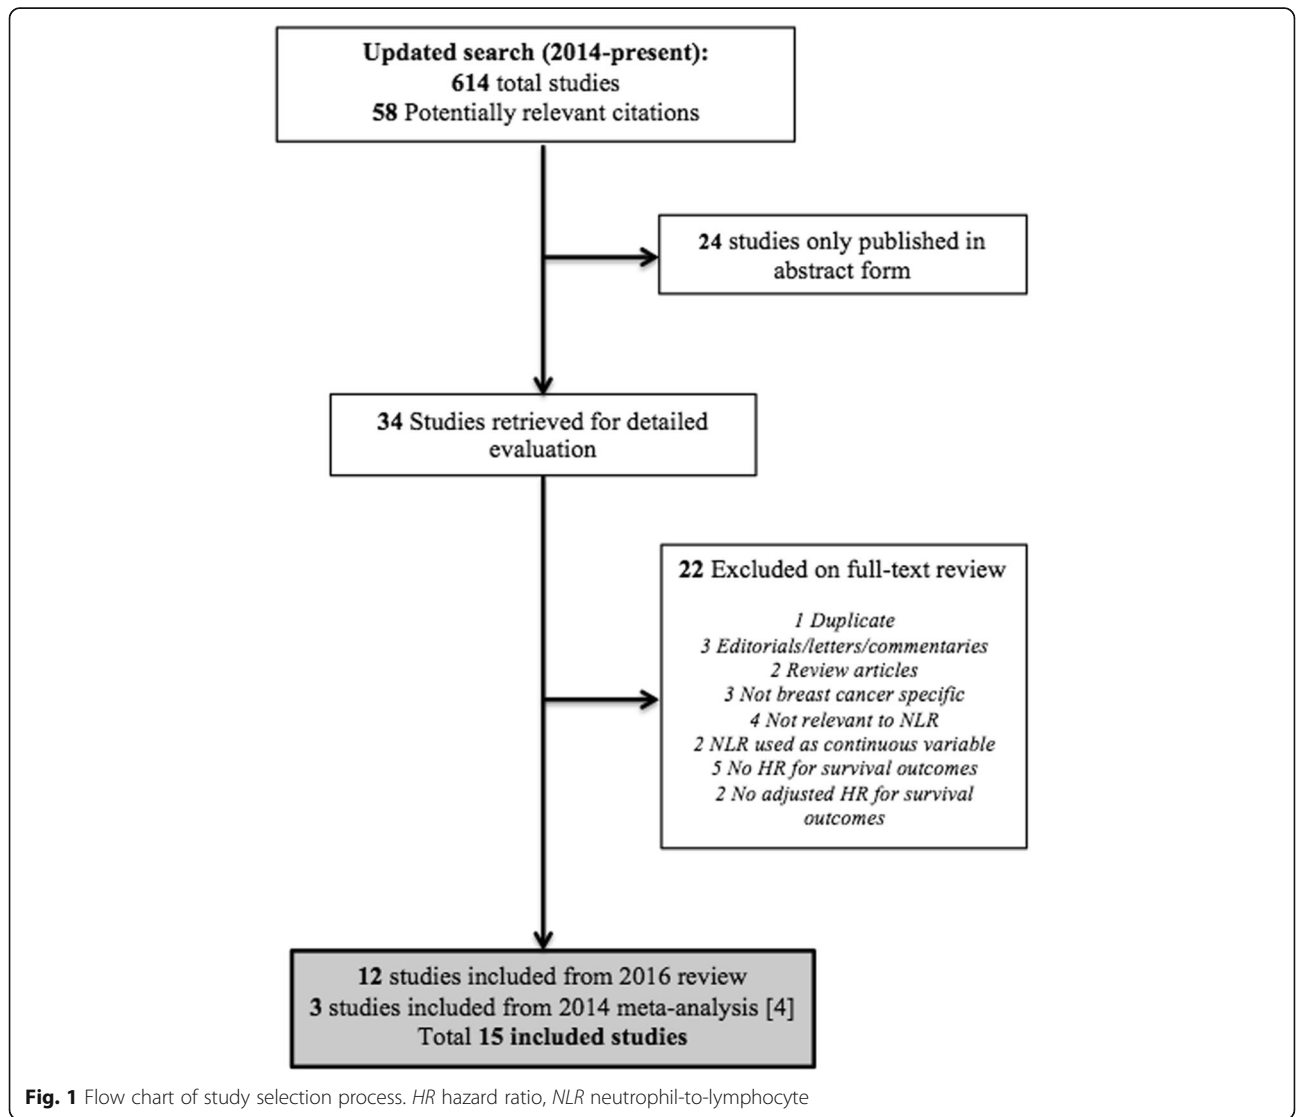 Updated search (2014-present):
614 total studies
58 Potentially relevant citations
24 studies only published in
abstract form
34 Studies retrieved for detailed
evaluation
22 Excluded on full-text review
1 Duplicate
3 Editorials/letters/commentaries
2 Review articles
3 Not breast cancer specific
4 Not relevant to NLR
2 NLR used as continuous variable
5 No HR for survival outcomes
2 No adjusted HR for survival
outcomes
12 studies included from 2016 review
3 studies included from 2014 meta-analysis [4]
Total 15 included studies
Fig. 1 Flow chart of study selection process. HR hazard ratio, NLR neutrophil-to-lymphocyte